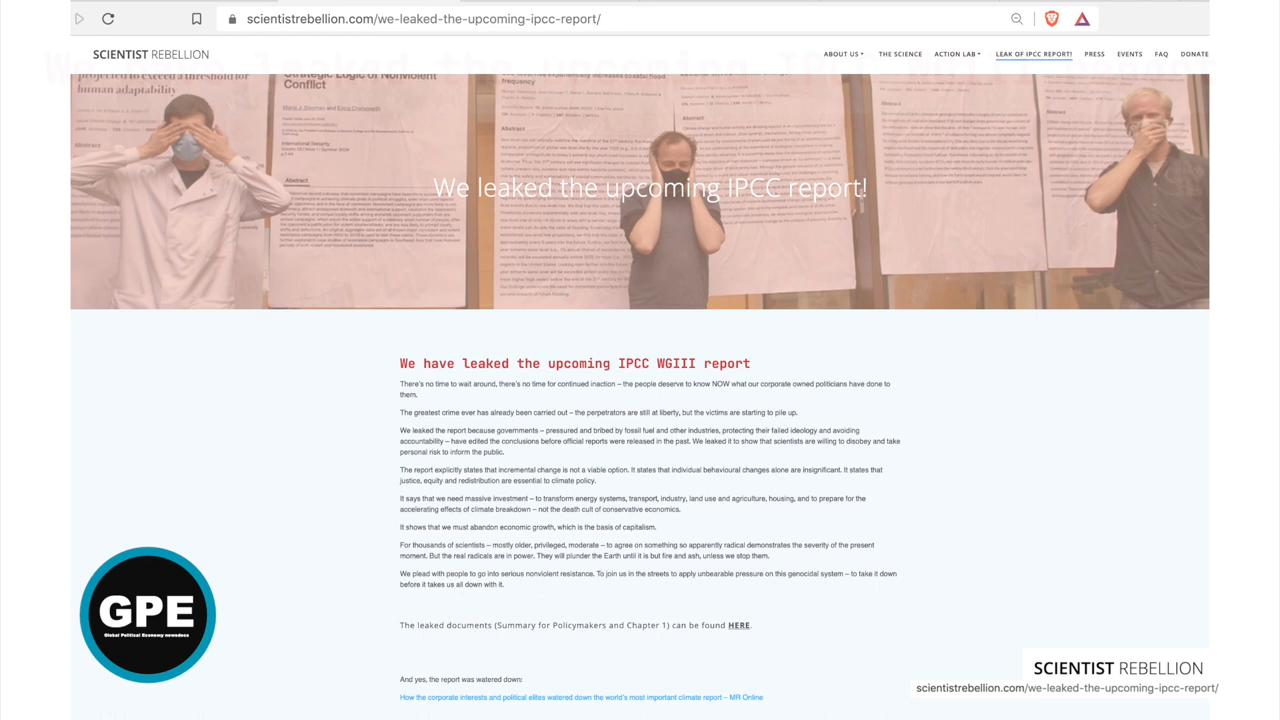 scientistrebellion.com/we-leaked-the-upcoming-ipcc-report/
SCIENTIST REBELLION
ABOUT US
THE SCIENCE
ACTION LAB
LEAK OF IPCC REPORT!
PRESS
EVENTS
FAQ
DONATE
human adaptability
Strategic Logic of Nonviolent
Conflict
Maria J. Stephan and Erica Chenoweth
International Security
Abstract
Abstract
Abstract
frequency
We leaked the upcoming IPCC report!
We have leaked the upcoming IPCC WGIII report
There's no time to wait around, there's no time for continued inaction – the people deserve to know NOW what our corporate owned politicians have done to
them.
The greatest crime ever has already been carried out – the perpetrators are still at liberty, but the victims are starting to pile up.
We leaked the report because governments – pressured and bribed by fossil fuel and other industries, protecting their failed ideology and avoiding
accountability – have edited the conclusions before official reports were released in the past. We leaked it to show that scientists are willing to disobey and take
personal risk to inform the public.
The report explicitly states that incremental change is not a viable option. It states that individual behavioural changes alone are insignificant. It states that
justice, equity and redistribution are essential to climate policy.
It says that we need massive investment – to transform energy systems, transport, industry, land use and agriculture, housing, and to prepare for the
accelerating effects of climate breakdown – not the death cult of conservative economics.
It shows that we must abandon economic growth, which is the basis of capitalism.
For thousands of scientists – mostly older, privileged, moderate – to agree on something so apparently radical demonstrates the severity of the present
moment. But the real radicals are in power. They will plunder the Earth until it is but fire and ash, unless we stop them.
We plead with people to go into serious nonviolent resistance. To join us in the streets to apply unbearable pressure on this genocidal system – to take it down
before it takes us all down with it.
The leaked documents (Summary for Policymakers and Chapter 1) can be found HERE.
And yes, the report was watered down:
How the corporate interests and political elites watered down the world's most important climate report – MR Online
GPE
Global Political Economy newsdocs
SCIENTIST REBELLION
scientistrebellion.com/we-leaked-the-upcoming-ipcc-report/